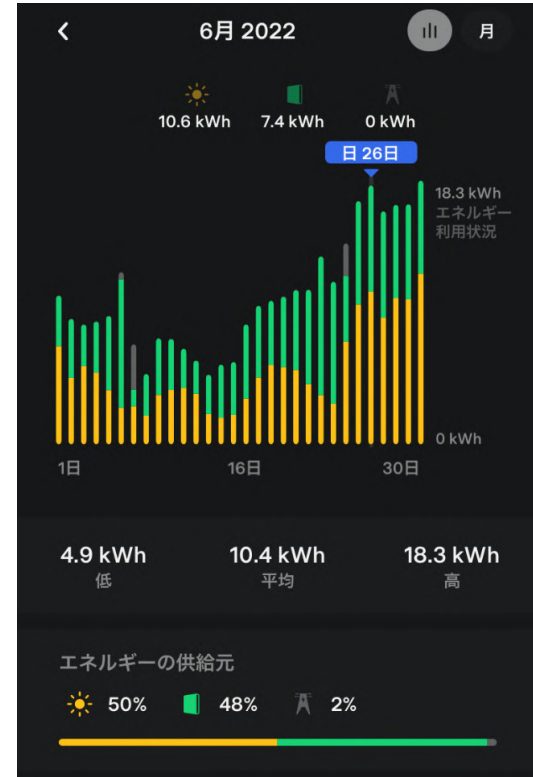 6月 2022
月
10.6 kWh 7.4 kWh 0 kWh
日 26日
18.3 kWh
エネルギー
利用状況
0 kWh
1日 16日 30日
4.9 kWh 10.4 kWh 18.3 kWh
低 平均 高
エネルギーの供給元
50% 48% 2%